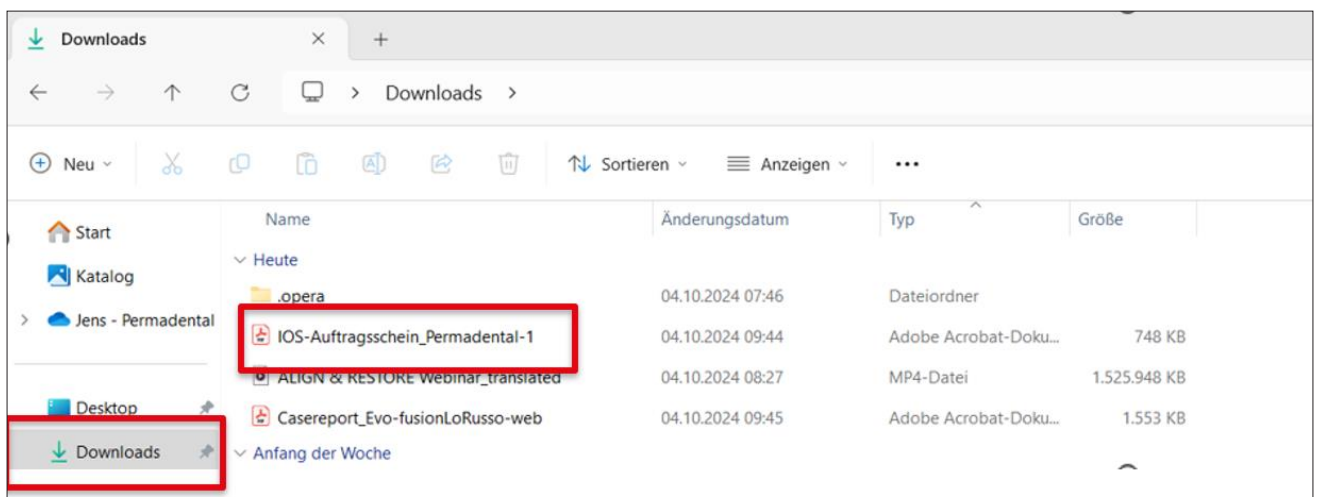 Downloads
Downloads
Neu
Sortieren
Anzeigen
Start
Katalog
Jens - Permadental
Desktop
Downloads
Name Änderungsdatum Typ Größe
Heute
.opera 04.10.2024 07:46 Dateiordner
IOS-Auftragsschein_Permadental-1 04.10.2024 09:44 Adobe Acrobat-Doku... 748 KB
ALIGN & RESTORE Webinar_translated 04.10.2024 08:27 MP4-Datei 1.525.948 KB
Casereport_Evo-fusionLoRusso-web 04.10.2024 09:45 Adobe Acrobat-Doku... 1.553 KB
Anfang der Woche